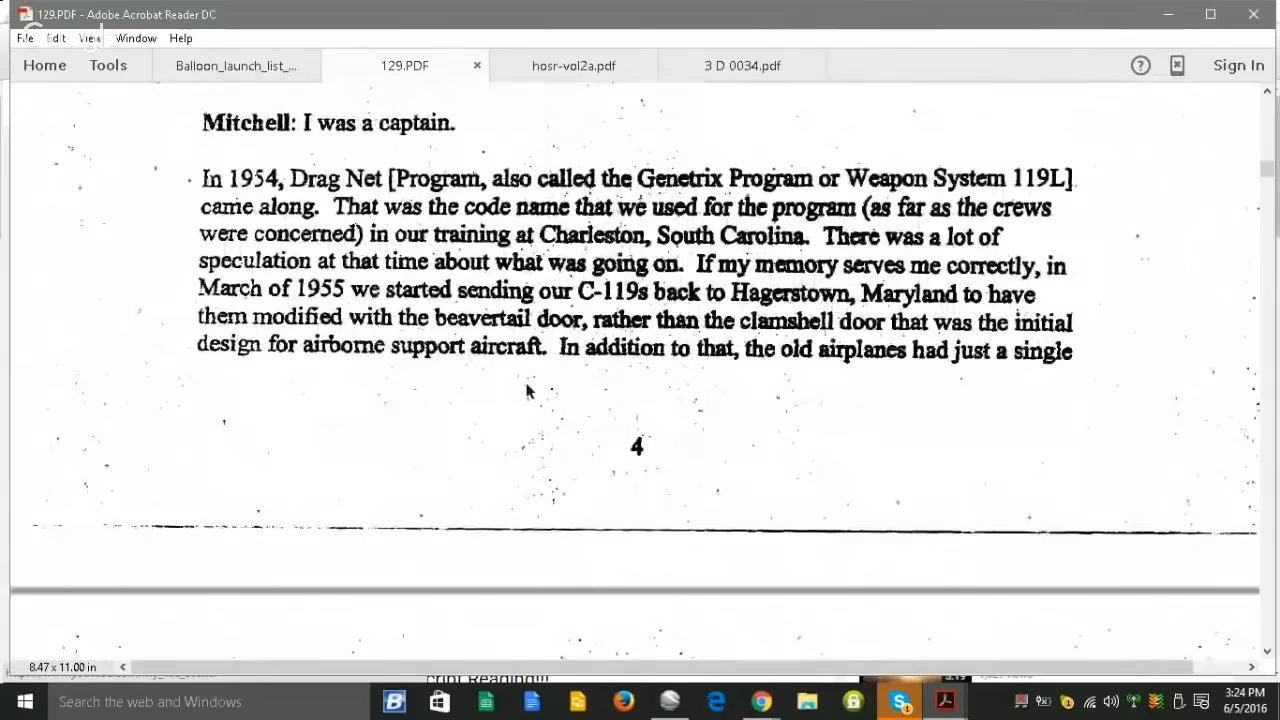 129.PDF - Adobe Acrobat Reader DC
Google
File Edit View Window Help
Home Tools Balloon_launch_list_... 129.PDF × hosr-vol2a.pdf 3 D 0034.pdf ? Sign In
Mitchell: I was a captain.
In 1954, Drag Net [Program, also called the Genetrix Program or Weapon System 119L]
came along. That was the code name that we used for the program (as far as the crews
were concerned) in our training at Charleston, South Carolina. There was a lot of
speculation at that time about what was going on. If my memory serves me correctly, in
March of 1955 we started sending our C-119s back to Hagerstown, Maryland to have
them modified with the beavertail door, rather than the clamshell door that was the initial
design for airborne support aircraft. In addition to that, the old airplanes had just a single
4
8.47 x 11.00 in
Search the web and Windows
3:24 PM
6/5/2016